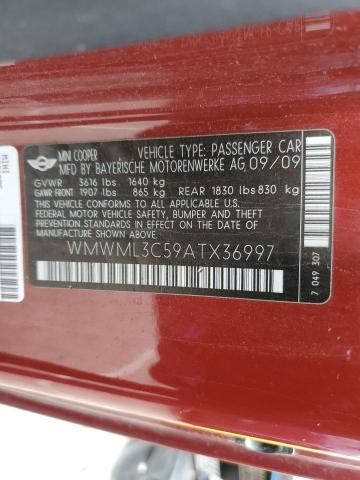 MINI COOPER
VEHICLE TYPE: PASSENGER CAR
MFD BY BAYERISCHE MOTORENWERKE AG 09/09
GVWR 3616 lbs 1640 kg
GAWR FRONT 1907 lbs 865 kg REAR 1830 lbs 830 kg
THIS VEHICLE CONFORMS TO ALL APPLICABLE U.S.
FEDERAL MOTOR VEHICLE SAFETY, BUMPER, AND THEFT
PREVENTION STANDARDS IN EFFECT ON THE DATE OF
MANUFACTURE SHOWN ABOVE.
WMWML3C59ATX36997
7 049 307